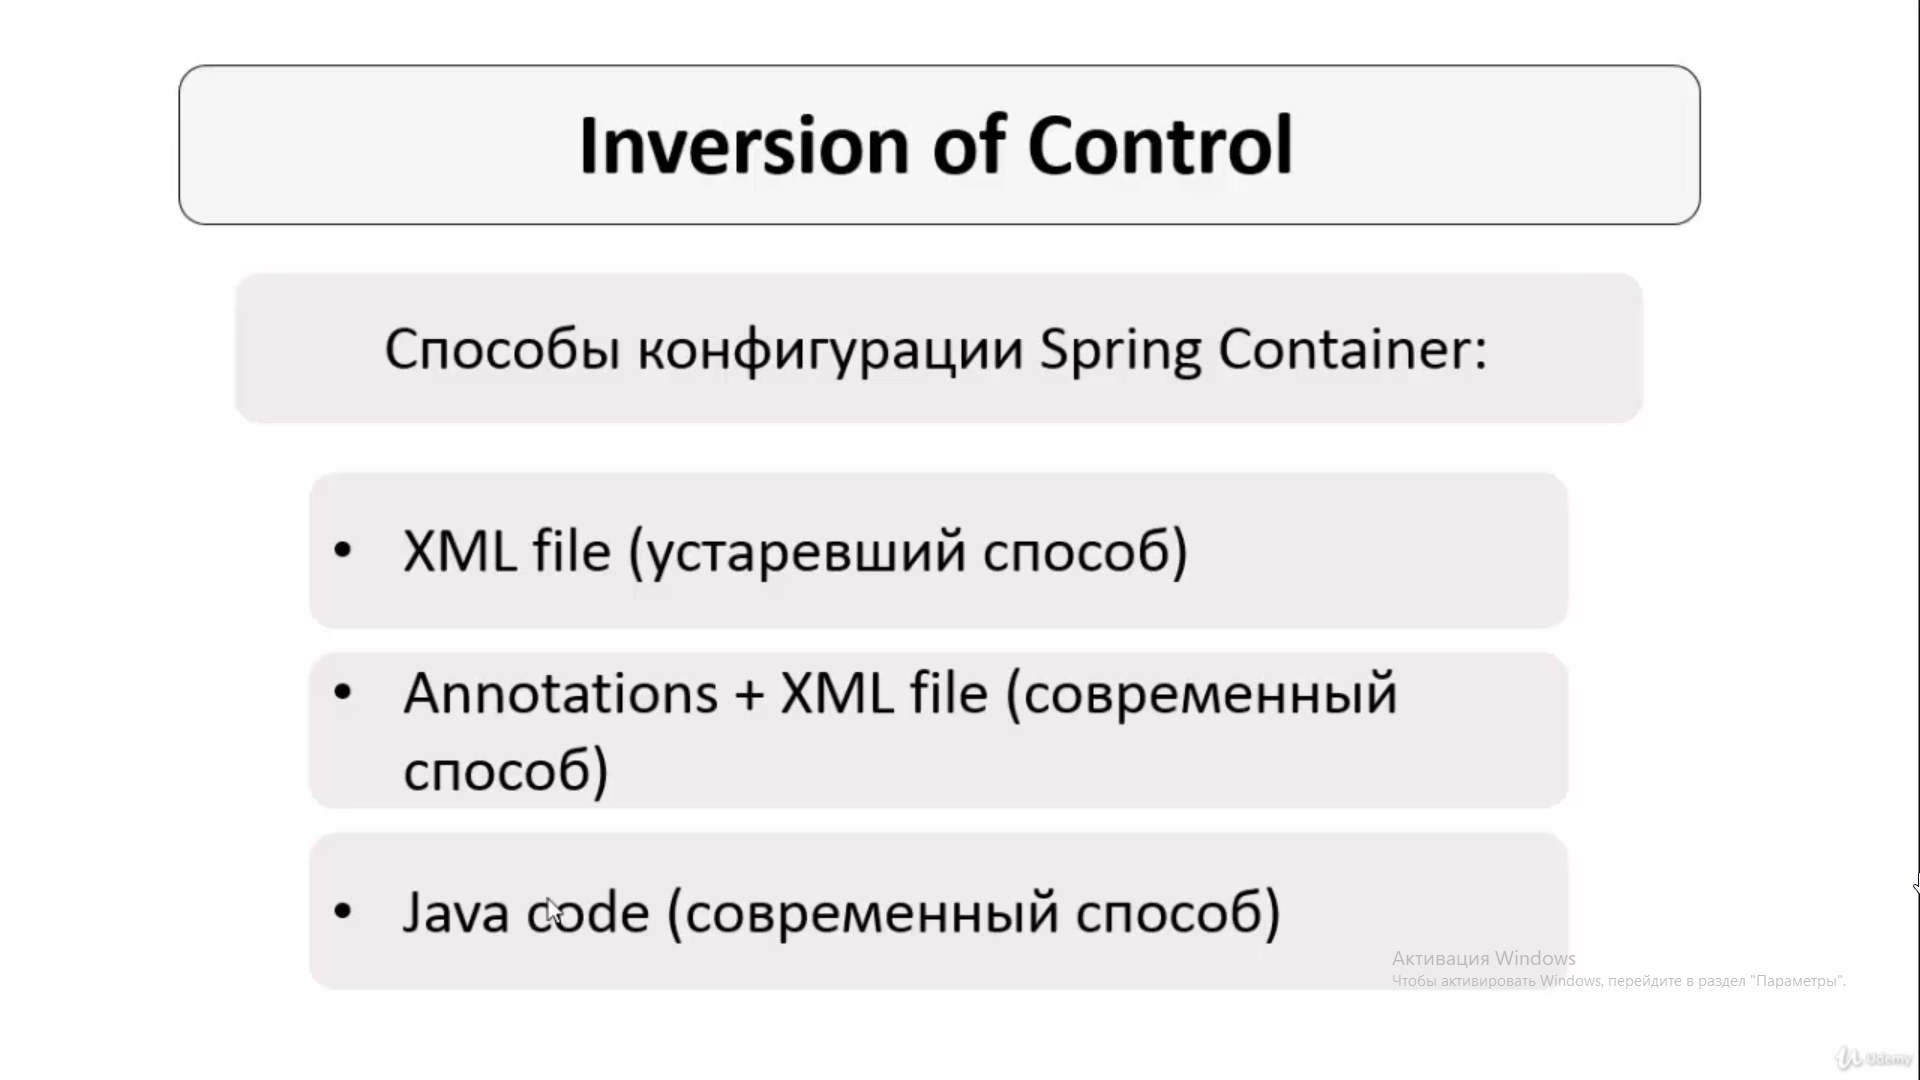 Inversion of Control
Способы конфигурации Spring Container:
• XML file (устаревший способ)
• Annotations + XML file (современный
способ)
• Java code (современный способ)
Активация Windows
Чтобы активировать Windows, перейдите в раздел "Параметры".
Udemy